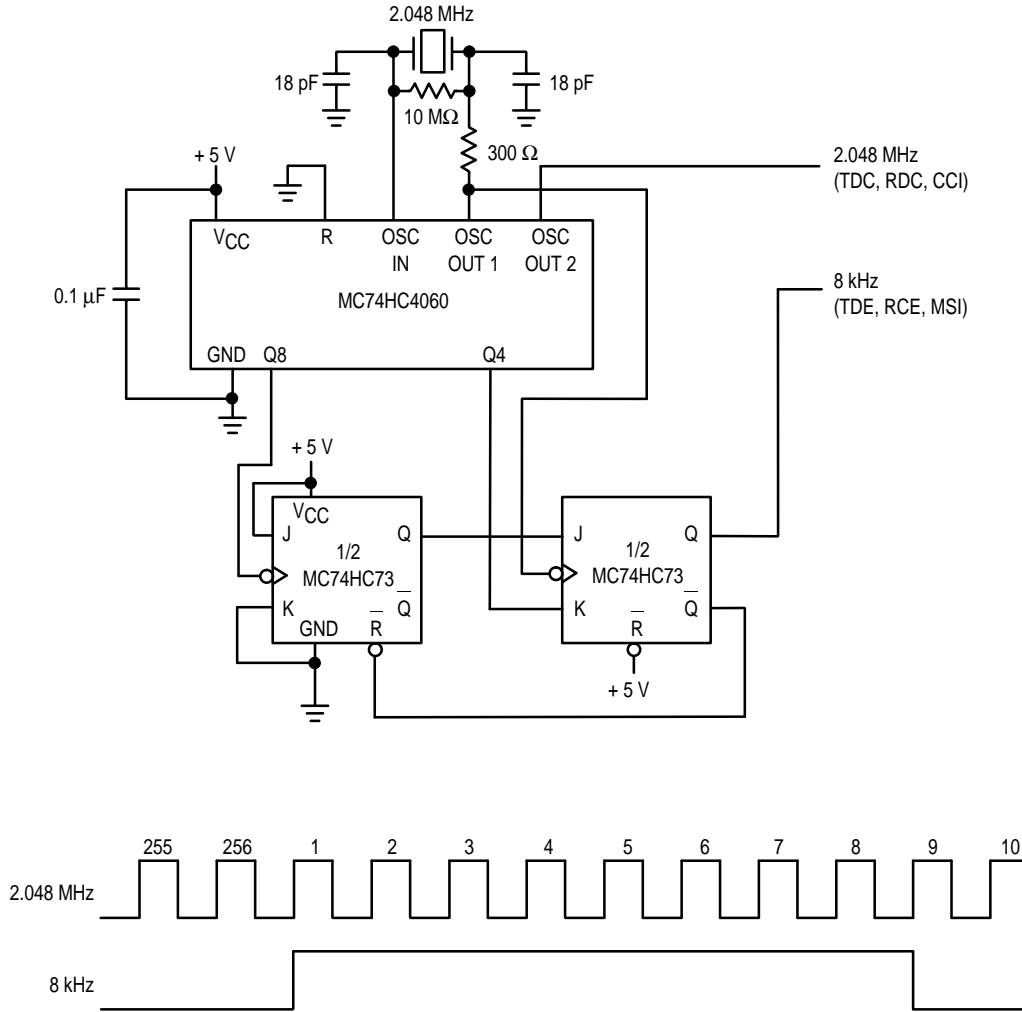 2.048 MHz
18 pF
18 pF
10 MΩ
300 Ω
+ 5 V
2.048 MHz
(TDC, RDC, CCI)
VCC
R
OSC
IN
OSC
OUT 1
OSC
OUT 2
MC74HC4060
0.1 µF
8 kHz
(TDE, RCE, MSI)
GND
Q8
Q4
+ 5 V
VCC
J
Q
1/2
MC74HC73
K
Q
GND
R
J
Q
1/2
MC74HC73
K
Q
R
+ 5 V
255 256 1 2 3 4 5 6 7 8 9 10
2.048 MHz
8 kHz